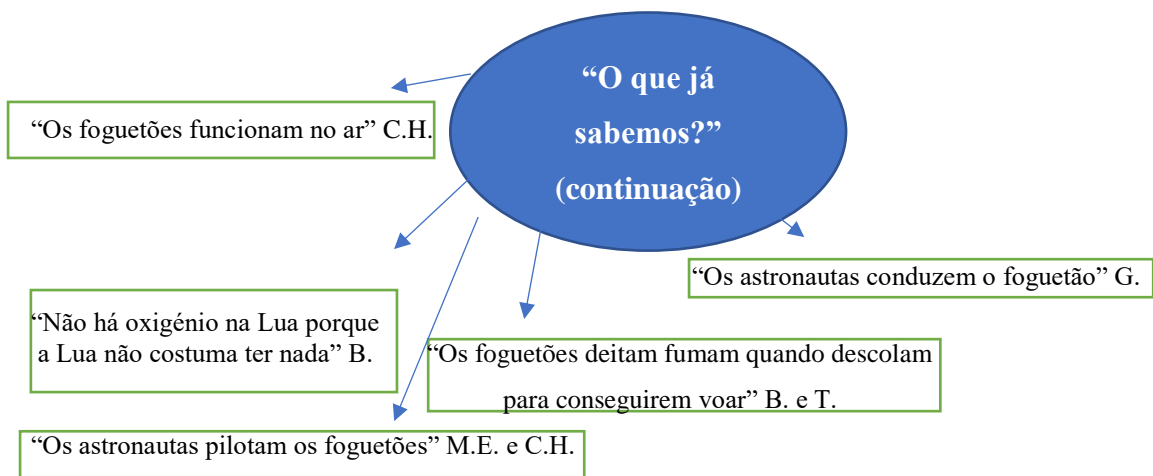 “O que já
sabemos?”
(continuação)
“Os foguetões funcionam no ar” C.H.
“Os astronautas conduzem o foguetão” G.
“Não há oxigénio na Lua porque
a Lua não costuma ter nada” B.
“Os foguetões deitam fumam quando descolam
para conseguirem voar” B. e T.
“Os astronautas pilotam os foguetões” M.E. e C.H.